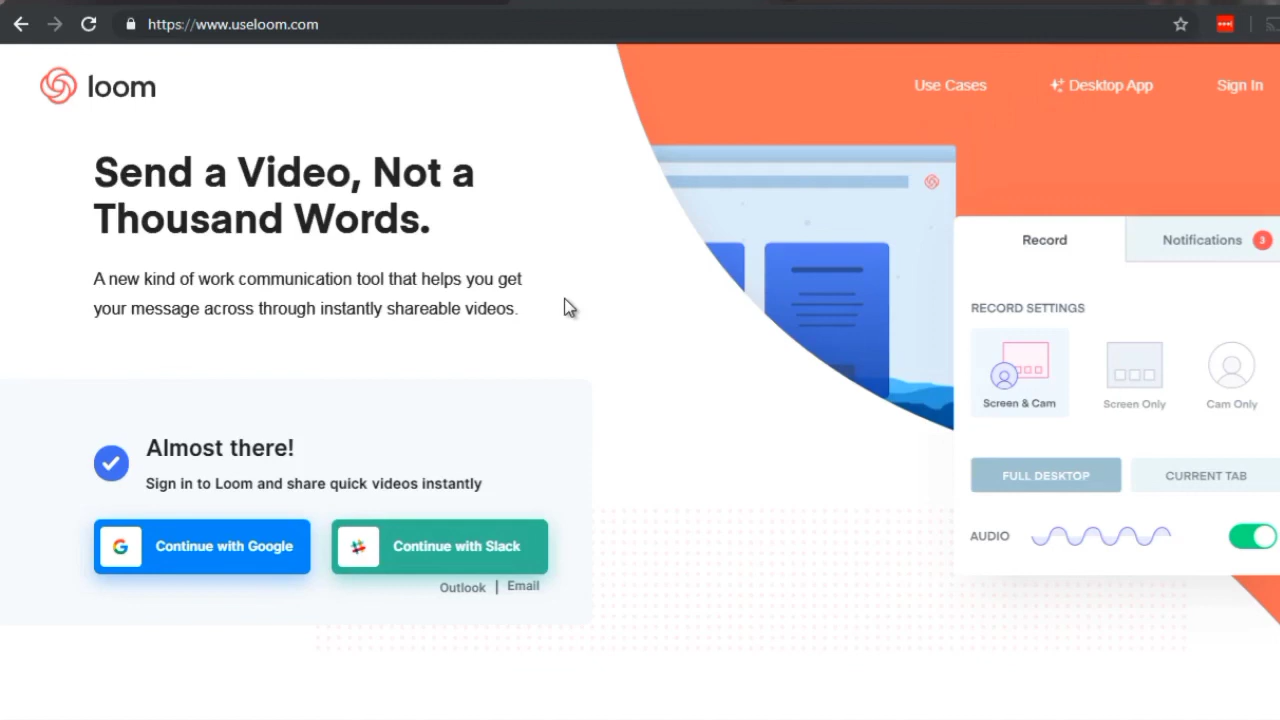 https://www.useloom.com
loom
Use Cases
Desktop App
Sign In
Send a Video, Not a
Thousand Words.
A new kind of work communication tool that helps you get
your message across through instantly shareable videos.
Almost there!
Sign in to Loom and share quick videos instantly
Continue with Google
Continue with Slack
Outlook | Email
Record
Notifications 3
RECORD SETTINGS
Screen & Cam
Screen Only
Cam Only
FULL DESKTOP
CURRENT TAB
AUDIO